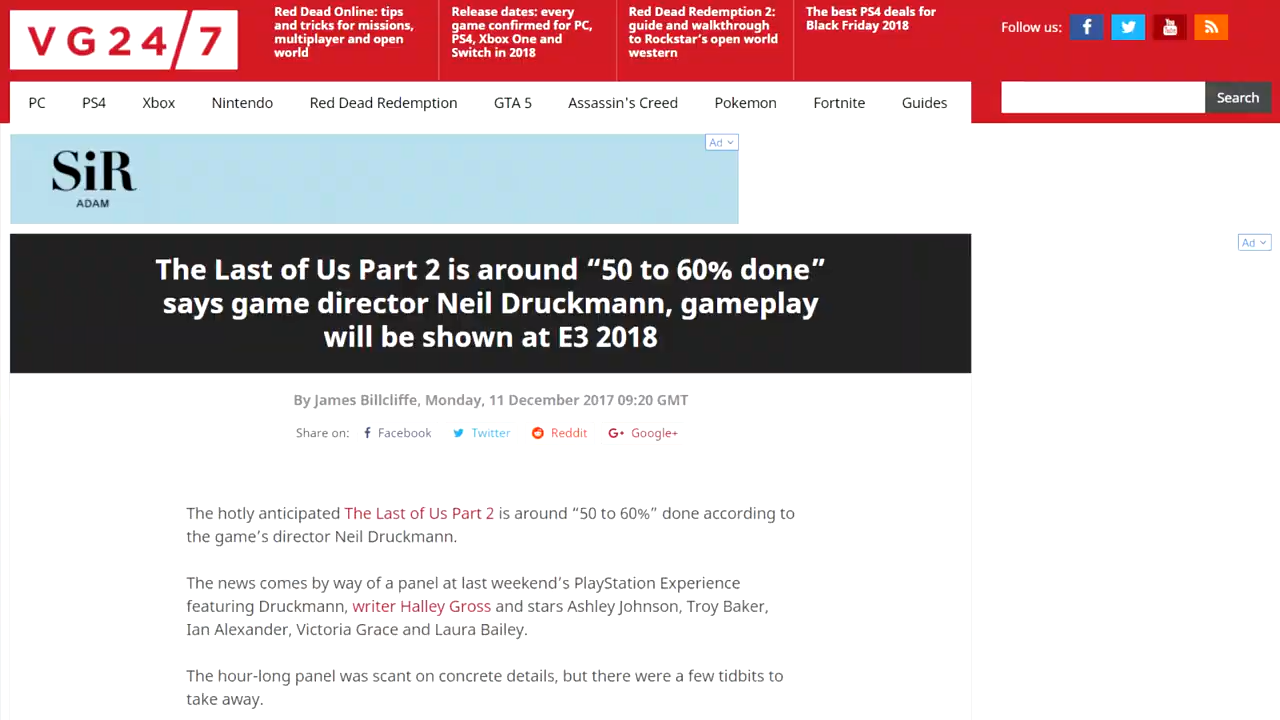 VG24/7
Red Dead Online: tips
and tricks for missions,
multiplayer and open
world
Release dates: every
game confirmed for PC,
PS4, Xbox One and
Switch in 2018
Red Dead Redemption 2:
guide and walkthrough
to Rockstar's open world
western
The best PS4 deals for
Black Friday 2018
Follow us:
You Tube
PC PS4 Xbox Nintendo Red Dead Redemption GTA 5 Assassin's Creed Pokemon Fortnite Guides
Search
Ad
SiR
ADAM
Ad
The Last of Us Part 2 is around “50 to 60% done”
says game director Neil Druckmann, gameplay
will be shown at E3 2018
By James Billcliffe, Monday, 11 December 2017 09:20 GMT
Share on: Facebook Twitter Reddit G+ Google+
The hotly anticipated The Last of Us Part 2 is around “50 to 60%” done according to
the game’s director Neil Druckmann.
The news comes by way of a panel at last weekend’s PlayStation Experience
featuring Druckmann, writer Halley Gross and stars Ashley Johnson, Troy Baker,
Ian Alexander, Victoria Grace and Laura Bailey.
The hour-long panel was scant on concrete details, but there were a few tidbits to
take away.